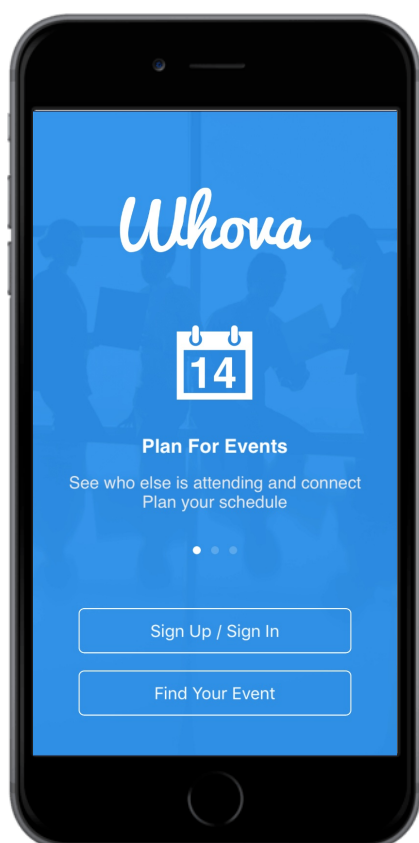 Whova
14
Plan For Events
See who else is attending and connect
Plan your schedule
Sign Up / Sign In
Find Your Event